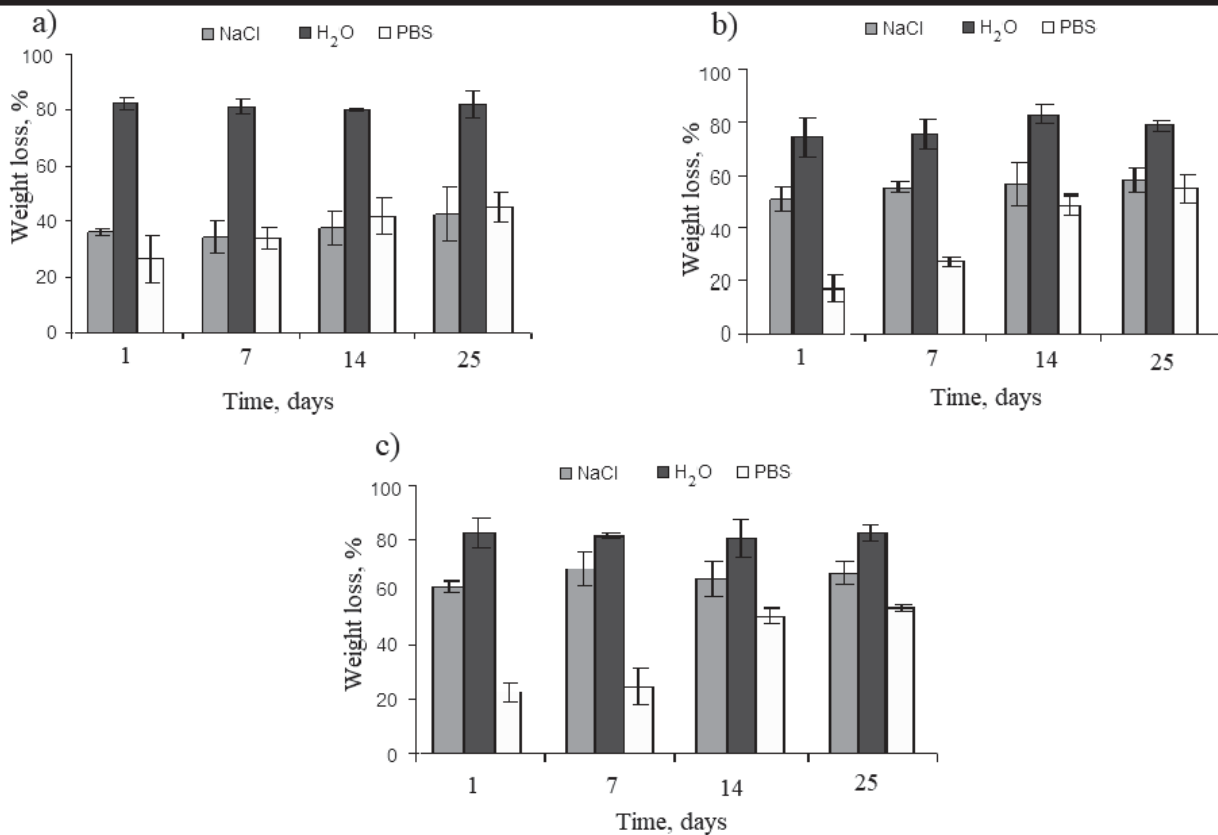 a)
NaCl H₂O PBS
100
80
60
40
20
0
Weight loss, %
1 7 14 25
Time, days
b)
NaCl H₂O PBS
100
80
60
40
20
0
Weight loss, %
1 7 14 25
Time, days
c)
NaCl H₂O PBS
100
80
60
40
20
0
Weight loss, %
1 7 14 25
Time, days